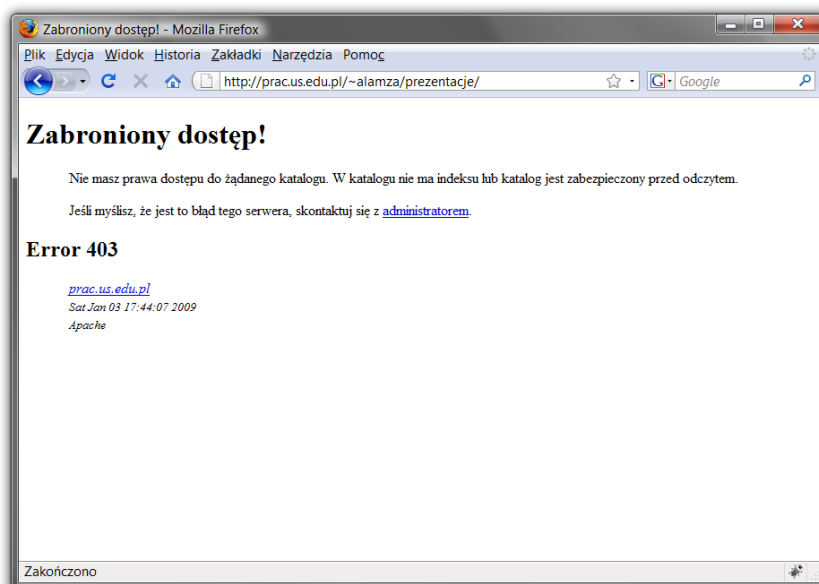 Zabroniony dostęp! - Mozilla Firefox
Plik Edycja Widok Historia Zakładki Narzędzia Pomoc
http://prac.us.edu.pl/~alamza/prezentacje/ G Google
Zabroniony dostęp!
Nie masz prawa dostępu do żądanego katalogu. W katalogu nie ma indeksu lub katalog jest zabezpieczony przed odczytem.
Jeśli myślisz, że jest to błąd tego serwera, skontaktuj się z administratorem.
Error 403
prac.us.edu.pl
Sat Jan 03 17:44:07 2009
Apache
Zakończono